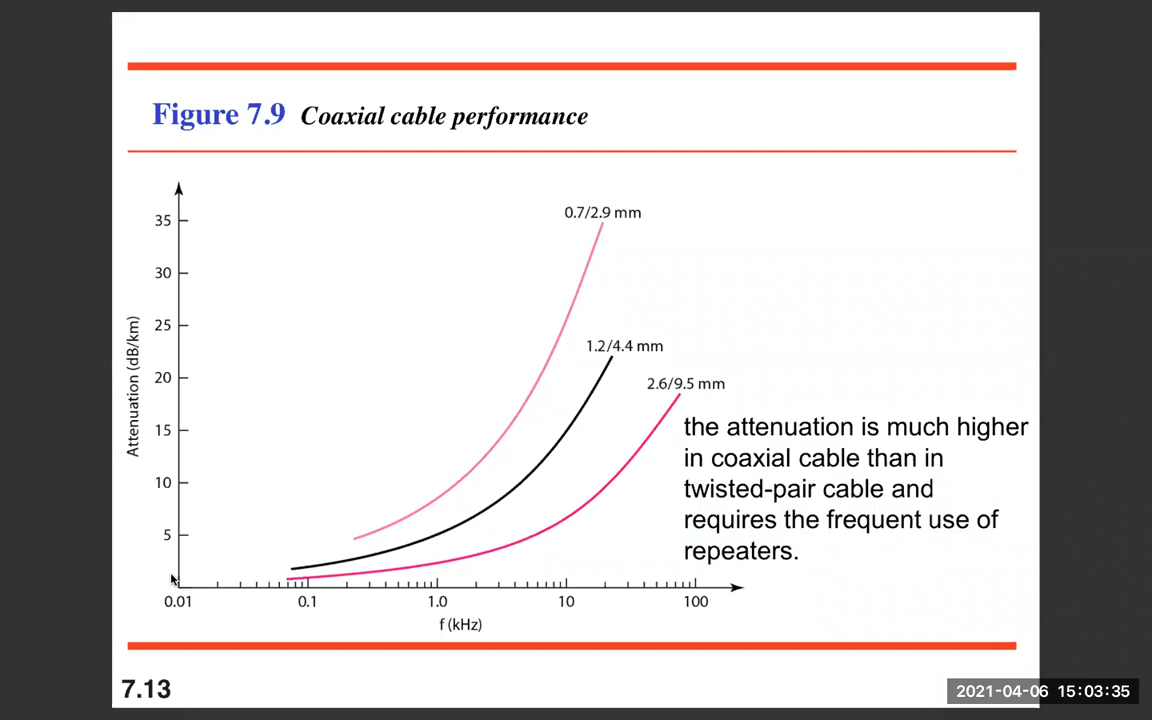 Figure 7.9 Coaxial cable performance
35
0.7/2.9 mm
30
25
1.2/4.4 mm
20
2.6/9.5 mm
Attenuation (dB/km)
15
10
5
the attenuation is much higher
in coaxial cable than in
twisted-pair cable and
requires the frequent use of
repeaters.
0.01 0.1 1.0 10 100
f (kHz)
7.13
2021-04-06 15:03:35